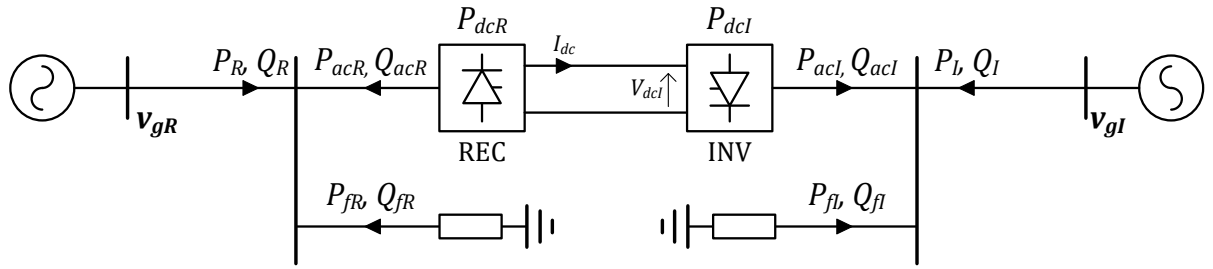 P_dcR P_dcI
P_R, Q_R P_acR, Q_acR I_dc P_acI, Q_acI P_I, Q_I
V_dcI
v_gR REC INV v_gI
P_fR, Q_fR P_fI, Q_fI